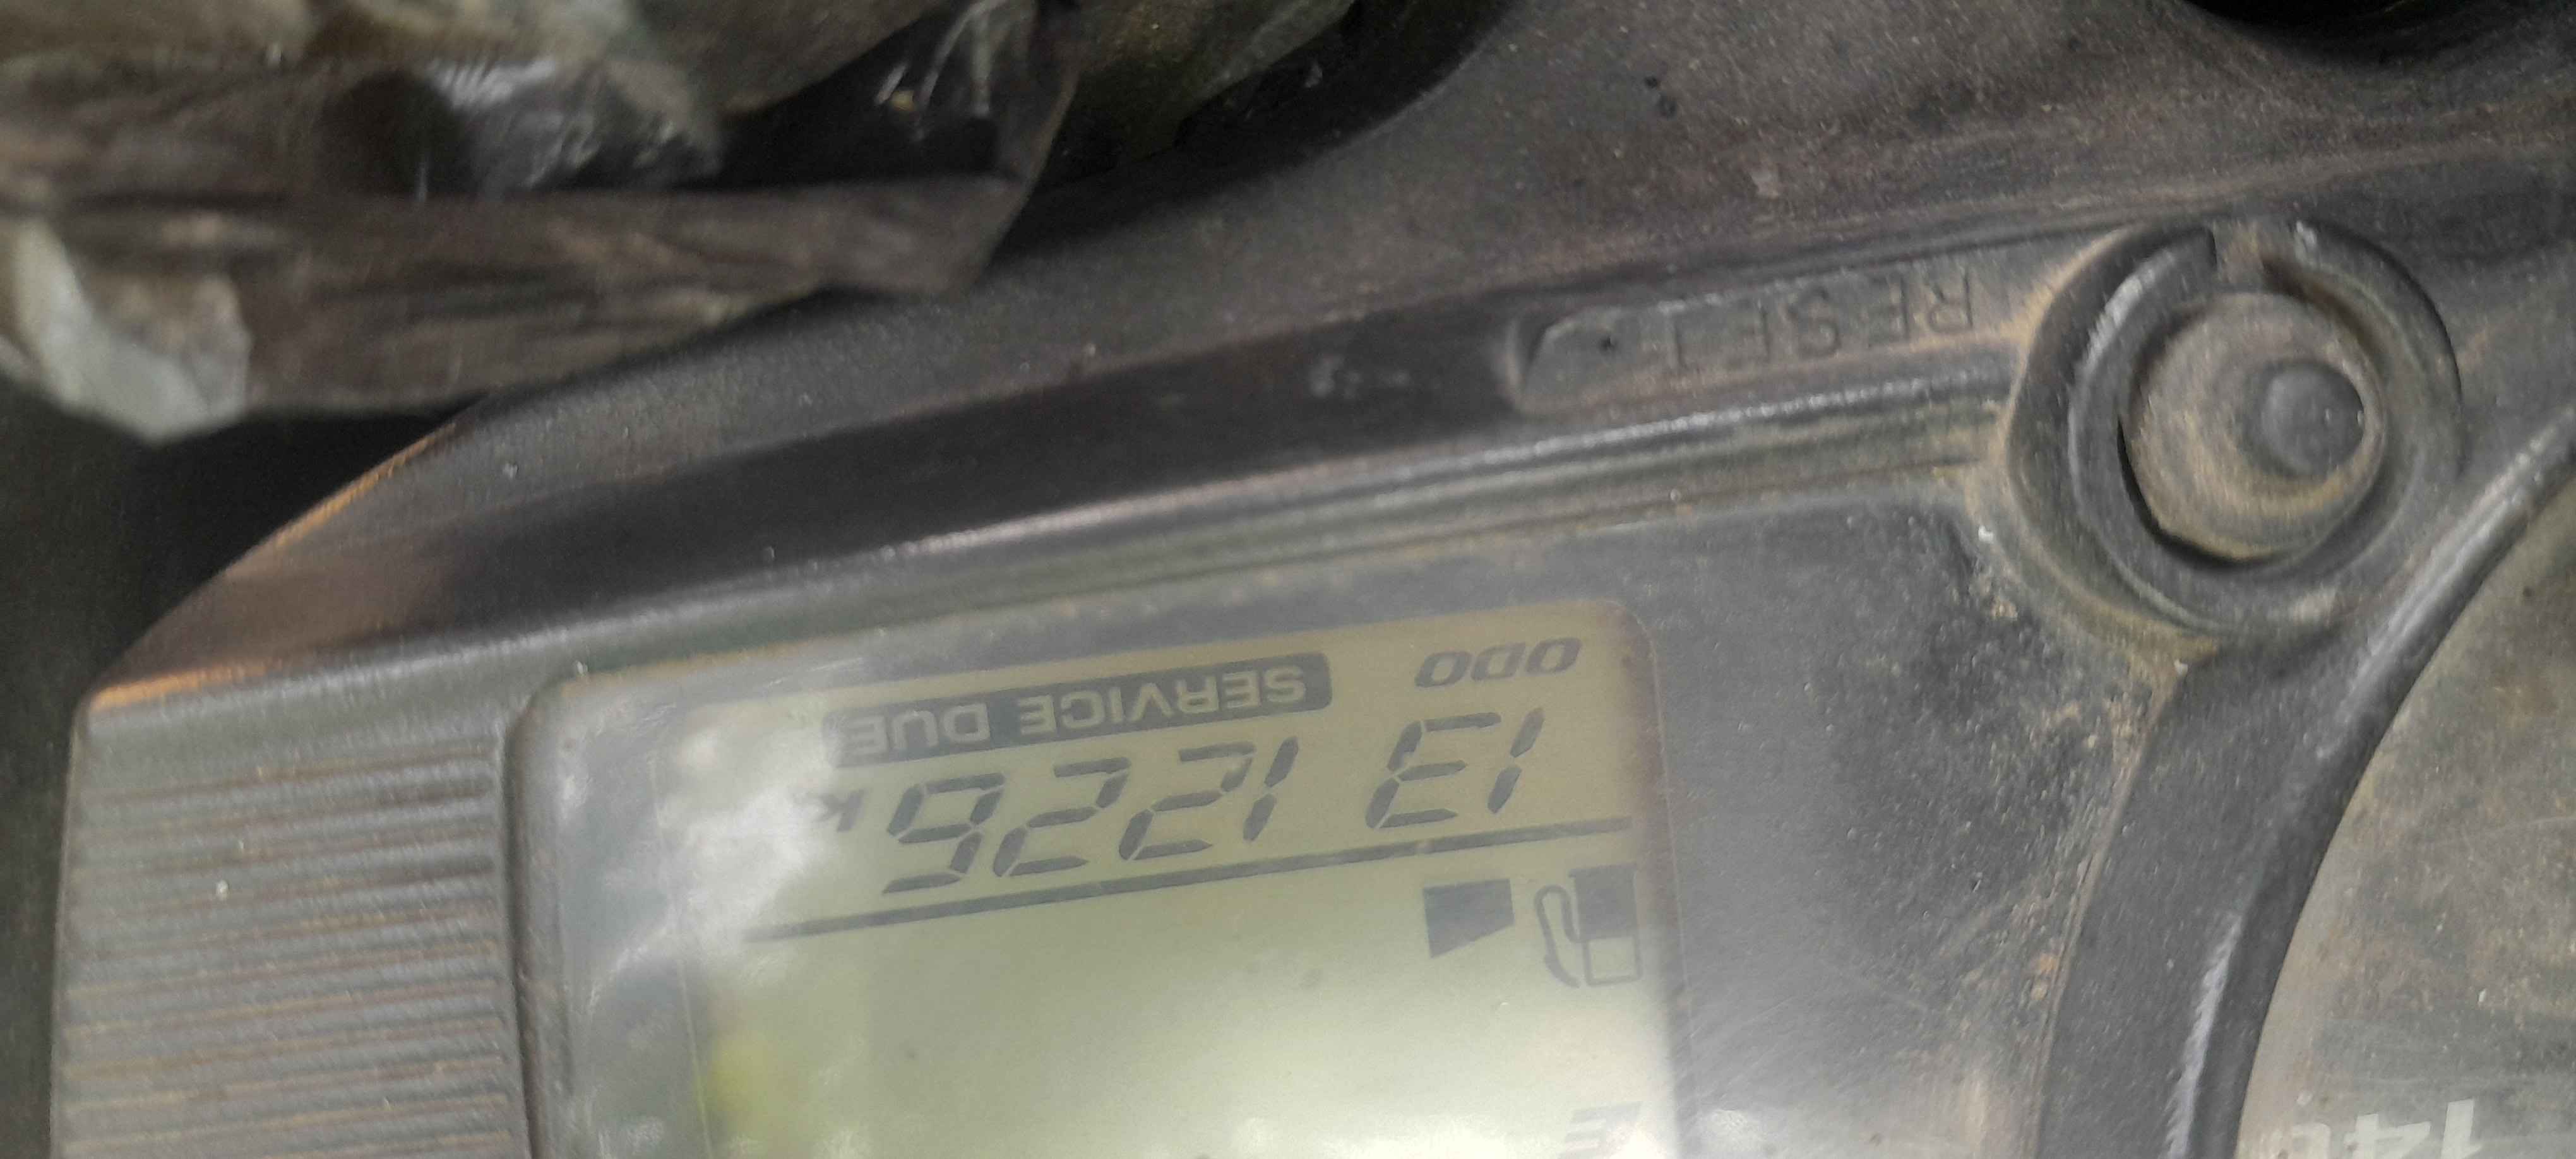 E
131226
ODO SERVICE DUE
RESET